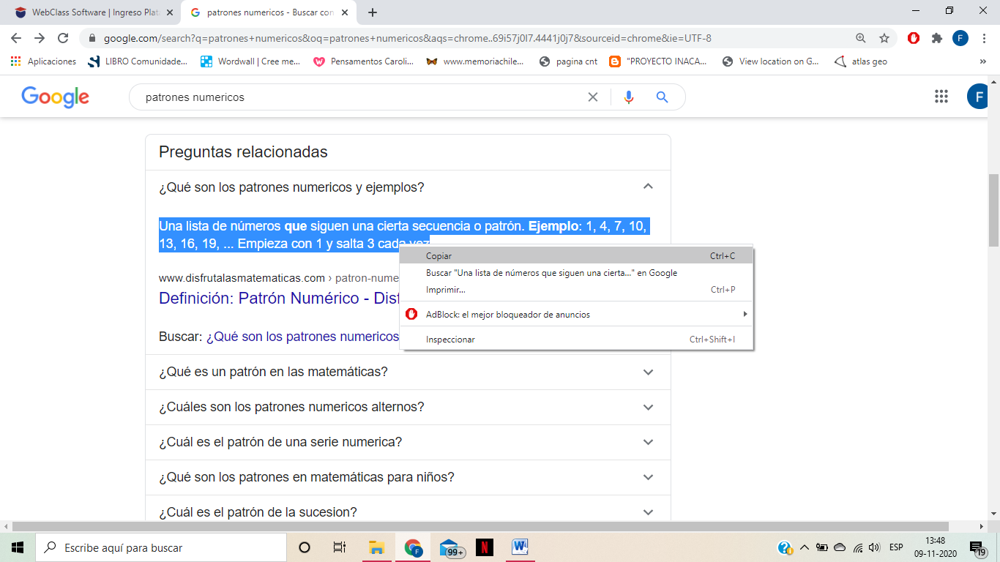 WebClass Software | Ingreso Plat
patrones numericos - Buscar con
google.com/search?q=patrones+numericos&oq=patrones+numericos&aqs=chrome..69i57j0l7.4441j0j7&sourceid=chrome&ie=UTF-8
F
Aplicaciones
LIBRO Comunidade...
Wordwall | Cree me...
Pensamentos Caroli...
www.memoriachile...
pagina cnt
"PROYECTO INACA...
View location on G...
atlas geo
»
Google
patrones numericos
F
Preguntas relacionadas
¿Qué son los patrones numericos y ejemplos?
Una lista de números que siguen una cierta secuencia o patrón. Ejemplo: 1, 4, 7, 10,
13, 16, 19, ... Empieza con 1 y salta 3 cada vez
Copiar Ctrl+C
Buscar "Una lista de números que siguen una cierta..." en Google
Imprimir... Ctrl+P
AdBlock: el mejor bloqueador de anuncios
Inspeccionar Ctrl+Shift+I
www.disfrutalasmatematicas.com › patron-nume
Definición: Patrón Numérico - Disf
Buscar: ¿Qué son los patrones numericos
¿Qué es un patrón en las matemáticas?
¿Cuáles son los patrones numericos alternos?
¿Cuál es el patrón de una serie numerica?
¿Qué son los patrones en matemáticas para niños?
¿Cuál es el patrón de la sucesion?
Escribe aquí para buscar
F
99+
N
W
ESP
13:48
09-11-2020
19